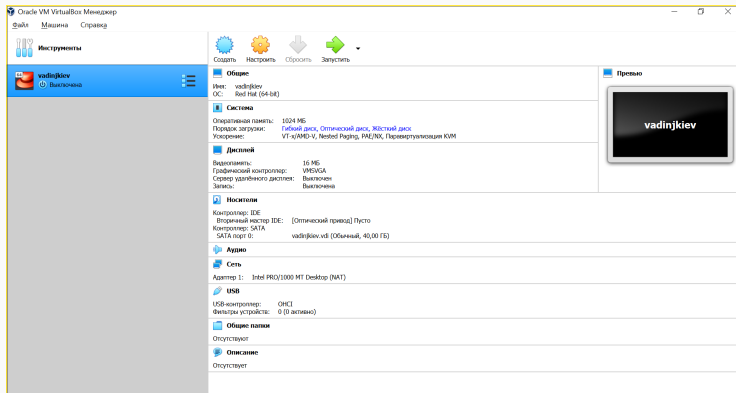 Oracle VM VirtualBox Менеджер
Файл Машина Справка
Инструменты
Создать Настроить Сбросить Запустить
64
vadinjkiev
Выключена
Общие
Имя: vadinjkiev
ОС: Red Hat (64-bit)
Система
Оперативная память: 1024 МБ
Порядок загрузки: Гибкий диск, Оптический диск, Жёсткий диск
Ускорение: VT-x/AMD-V, Nested Paging, PAE/NX, Паравиртуализация KVM
Дисплей
Видеопамять: 16 МБ
Графический контроллер: VMSVGA
Сервер удалённого дисплея: Выключен
Запись: Выключена
Носители
Контроллер: IDE
Вторичный мастер IDE: [Оптический привод] Пусто
Контроллер: SATA
SATA порт 0: vadinjkiev.vdi (Обычный, 40,00 ГБ)
Аудио
Сеть
Адаптер 1: Intel PRO/1000 MT Desktop (NAT)
USB
USB-контроллер: OHCI
Фильтры устройств: 0 (0 активно)
Общие папки
Отсутствуют
Описание
Отсутствует
Превью
vadinjkiev